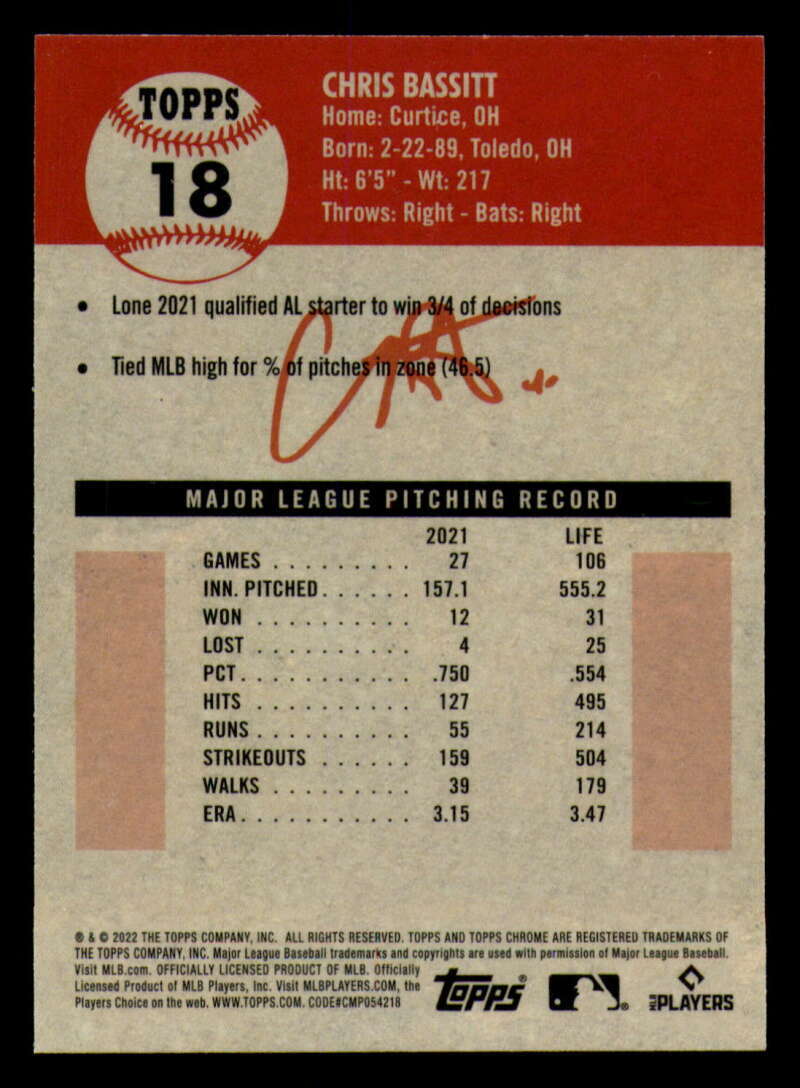 TOPPS
18
CHRIS BASSITT
Home: Curtice, OH
Born: 2-22-89, Toledo, OH
Ht: 6'5" - Wt: 217
Throws: Right - Bats: Right
• Lone 2021 qualified AL starter to win 3/4 of decisions
• Tied MLB high for % of pitches in zone (46.5)
MAJOR LEAGUE PITCHING RECORD
2021 LIFE
GAMES . . . . . . . . . 27 106
INN. PITCHED. . . . . . 157.1 555.2
WON . . . . . . . . . . 12 31
LOST . . . . . . . . . . 4 25
PCT. . . . . . . . . . . .750 .554
HITS . . . . . . . . . . 127 495
RUNS . . . . . . . . . . 55 214
STRIKEOUTS . . . . . . 159 504
WALKS . . . . . . . . . 39 179
ERA. . . . . . . . . . . 3.15 3.47
® & © 2022 THE TOPPS COMPANY, INC. ALL RIGHTS RESERVED. TOPPS AND TOPPS CHROME ARE REGISTERED TRADEMARKS OF
THE TOPPS COMPANY, INC. Major League Baseball trademarks and copyrights are used with permission of Major League Baseball.
Visit MLB.com. OFFICIALLY LICENSED PRODUCT OF MLB. Officially
Licensed Product of MLB Players, Inc. Visit MLBPLAYERS.COM, the
Players Choice on the web. WWW.TOPPS.COM. CODE#CMP054218
TOPPS®
MLB PLAYERS